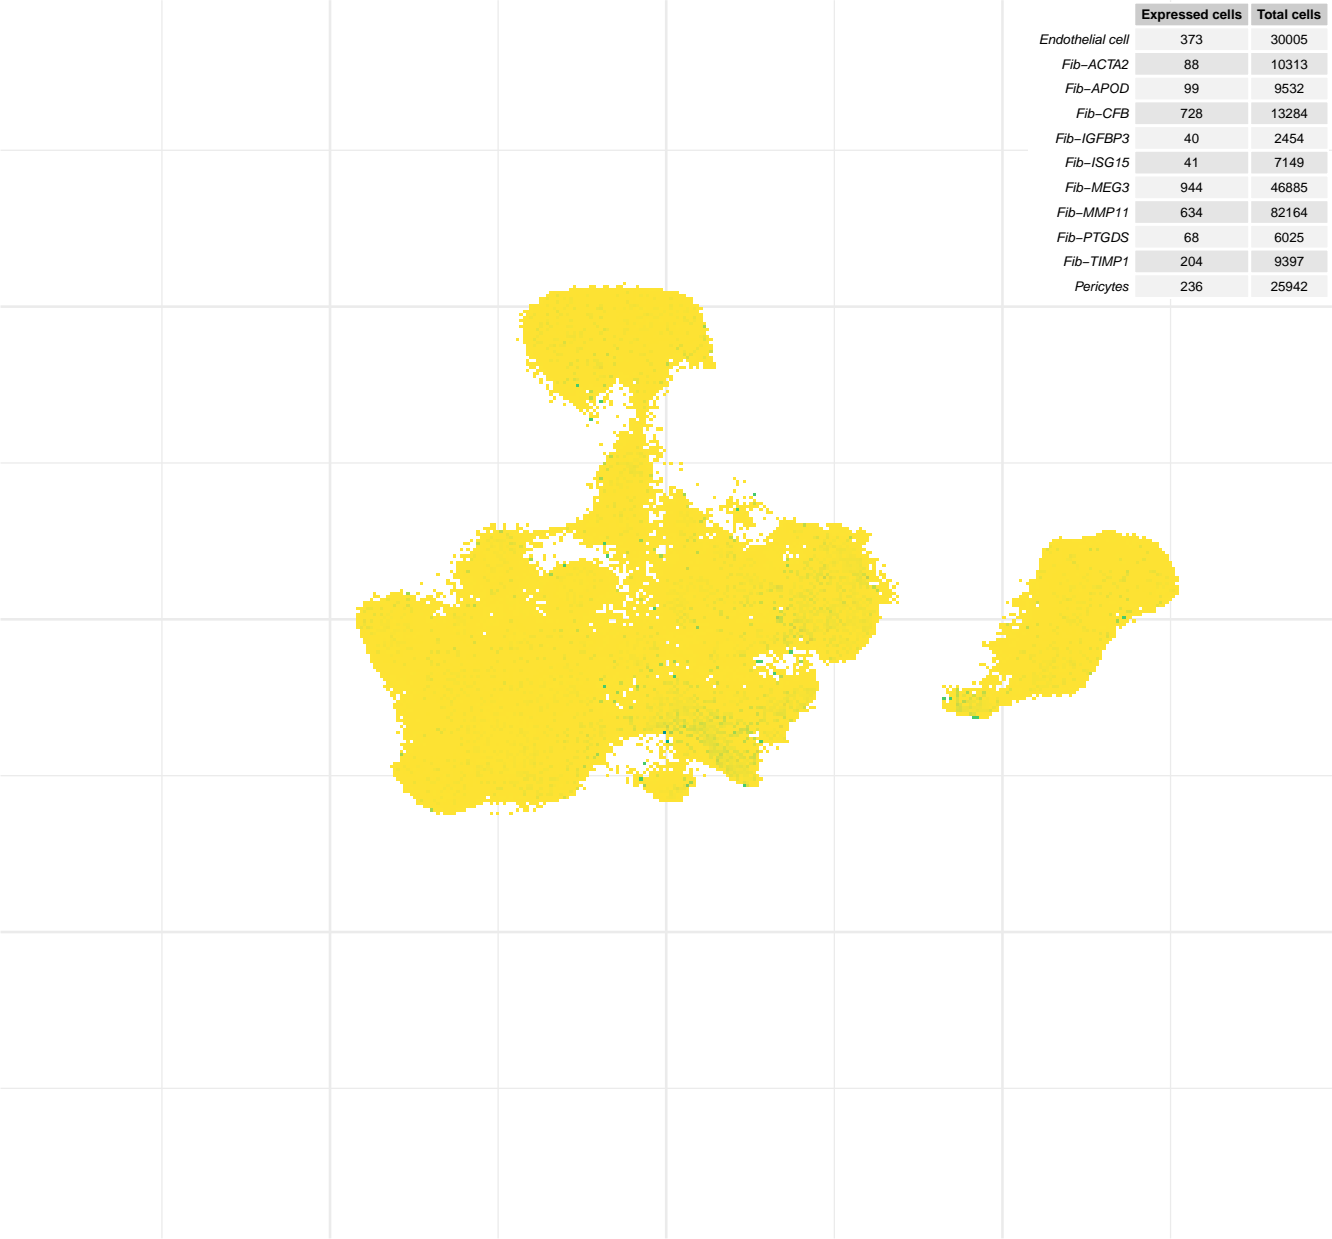 Expressed cells Total cells
Endothelial cell 373 30005
Fib−ACTA2 88 10313
Fib−APOD 99 9532
Fib−CFB 728 13284
Fib−IGFBP3 40 2454
Fib−ISG15 41 7149
Fib−MEG3 944 46885
Fib−MMP11 634 82164
Fib−PTGDS 68 6025
Fib−TIMP1 204 9397
Pericytes 236 25942